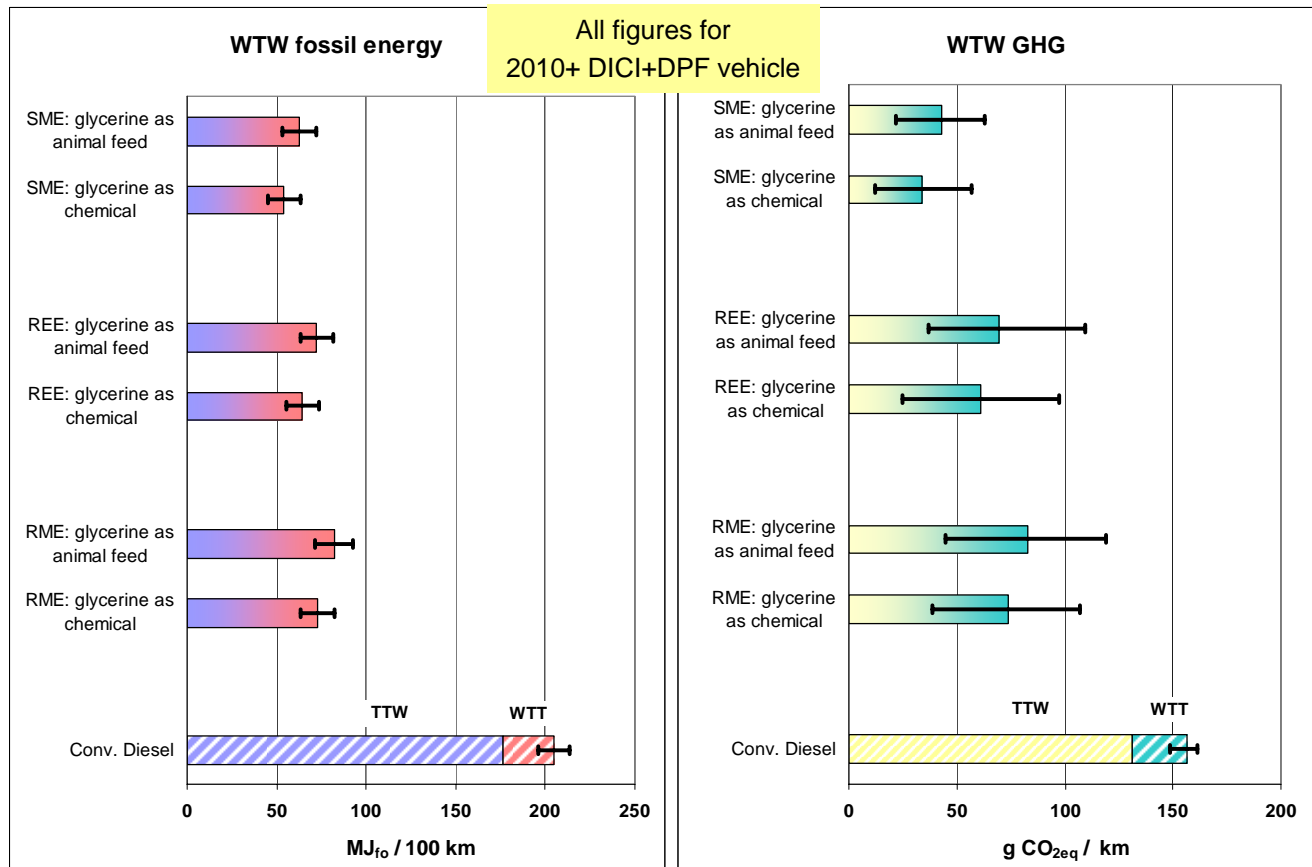 All figures for
2010+ DICI+DPF vehicle
WTW fossil energy
SME: glycerine as
animal feed
SME: glycerine as
chemical
REE: glycerine as
animal feed
REE: glycerine as
chemical
RME: glycerine as
animal feed
RME: glycerine as
chemical
TTW WTT
Conv. Diesel
0 50 100 150 200 250
MJfo / 100 km
WTW GHG
SME: glycerine
as animal feed
SME: glycerine
as chemical
REE: glycerine
as animal feed
REE: glycerine
as chemical
RME: glycerine
as animal feed
RME: glycerine
as chemical
TTW WTT
Conv. Diesel
0 50 100 150 200
g CO2eq / km